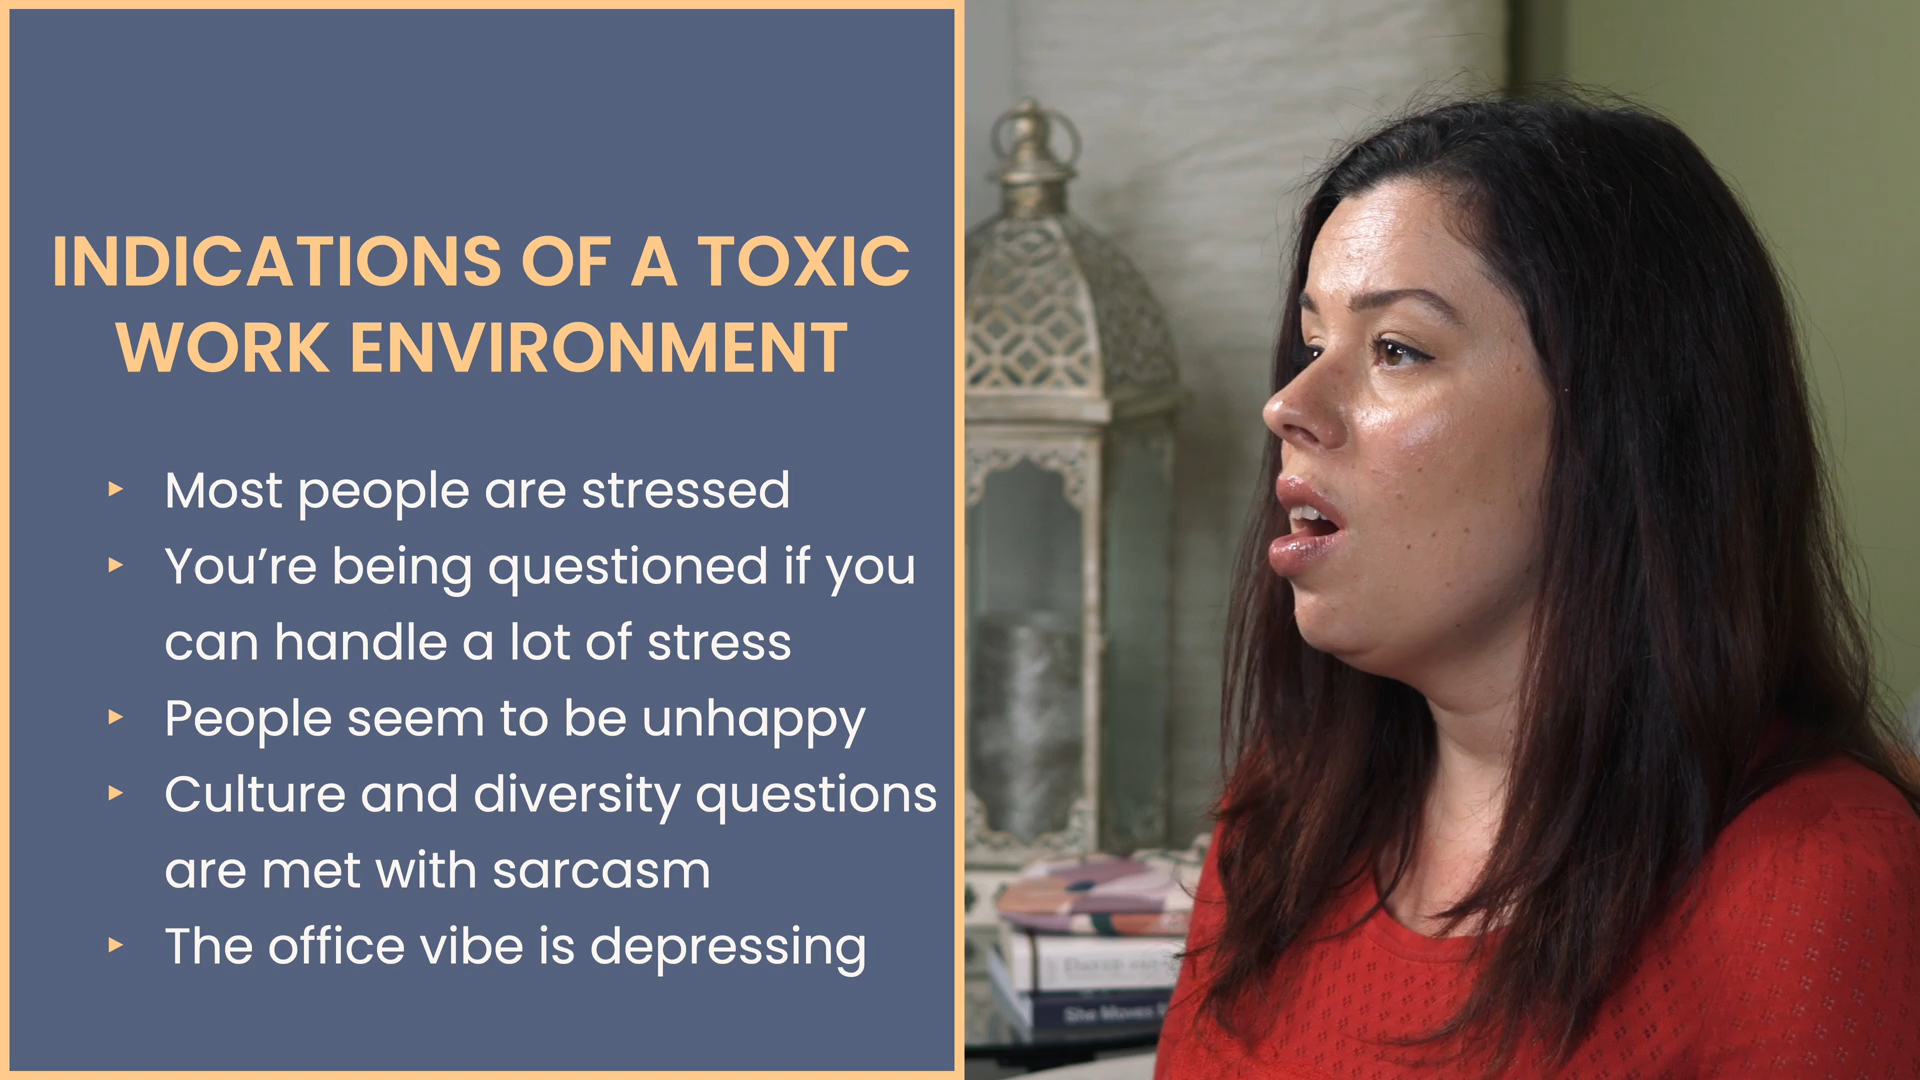 INDICATIONS OF A TOXIC
WORK ENVIRONMENT
‣ Most people are stressed
‣ You’re being questioned if you
can handle a lot of stress
‣ People seem to be unhappy
‣ Culture and diversity questions
are met with sarcasm
‣ The office vibe is depressing
She Moves